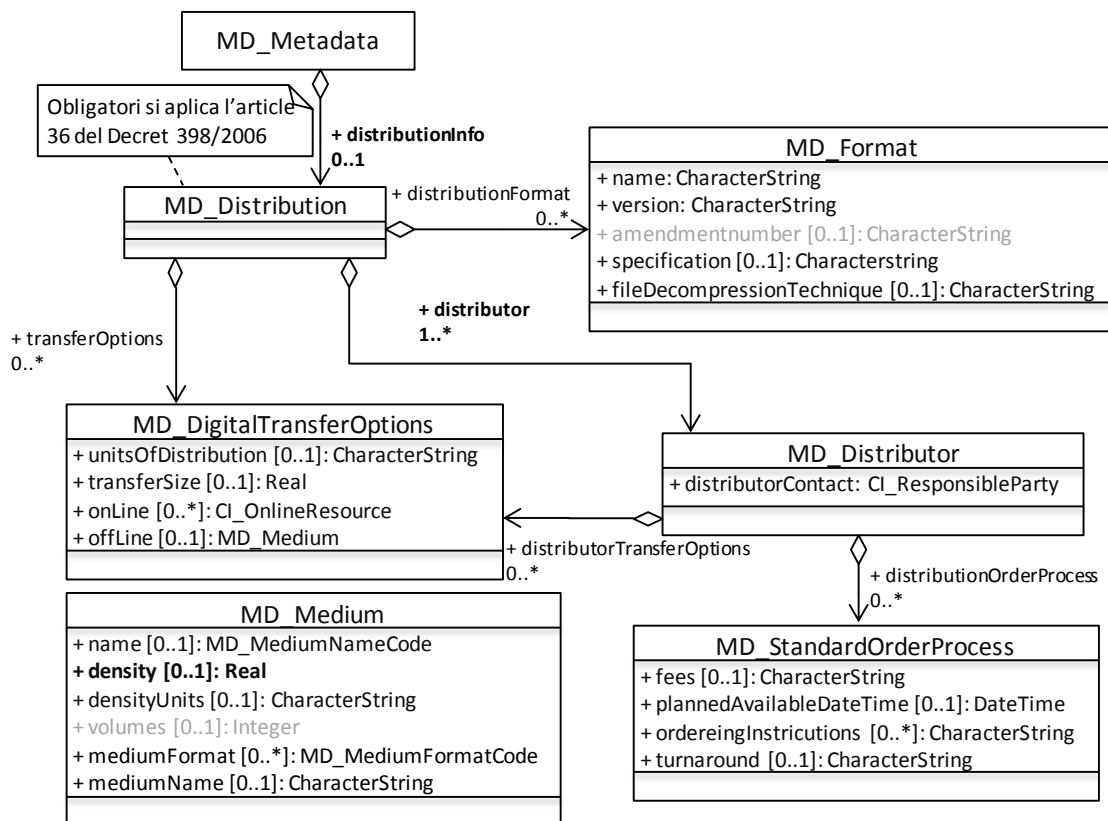 MD_Metadata
Obligatori si aplica l'article
36 del Decret 398/2006
+ distributionInfo
0..1
MD_Distribution
+ distributionFormat
0..*
MD_Format
+ name: CharacterString
+ version: CharacterString
+ amendmentnumber [0..1]: CharacterString
+ specification [0..1]: Characterstring
+ fileDecompressionTechnique [0..1]: CharacterString
+ transferOptions
0..*
+ distributor
1..*
MD_DigitalTransferOptions
+ unitsOfDistribution [0..1]: CharacterString
+ transferSize [0..1]: Real
+ onLine [0..*]: CI_OnlineResource
+ offLine [0..1]: MD_Medium
MD_Distributor
+ distributorContact: CI_ResponsibleParty
+ distributorTransferOptions
0..*
+ distributionOrderProcess
0..*
MD_Medium
+ name [0..1]: MD_MediumNameCode
+ density [0..1]: Real
+ densityUnits [0..1]: CharacterString
+ volumes [0..1]: Integer
+ mediumFormat [0..*]: MD_MediumFormatCode
+ mediumName [0..1]: CharacterString
MD_StandardOrderProcess
+ fees [0..1]: CharacterString
+ plannedAvailableDateTime [0..1]: DateTime
+ ordereingInstricutions [0..*]: CharacterString
+ turnaround [0..1]: CharacterString